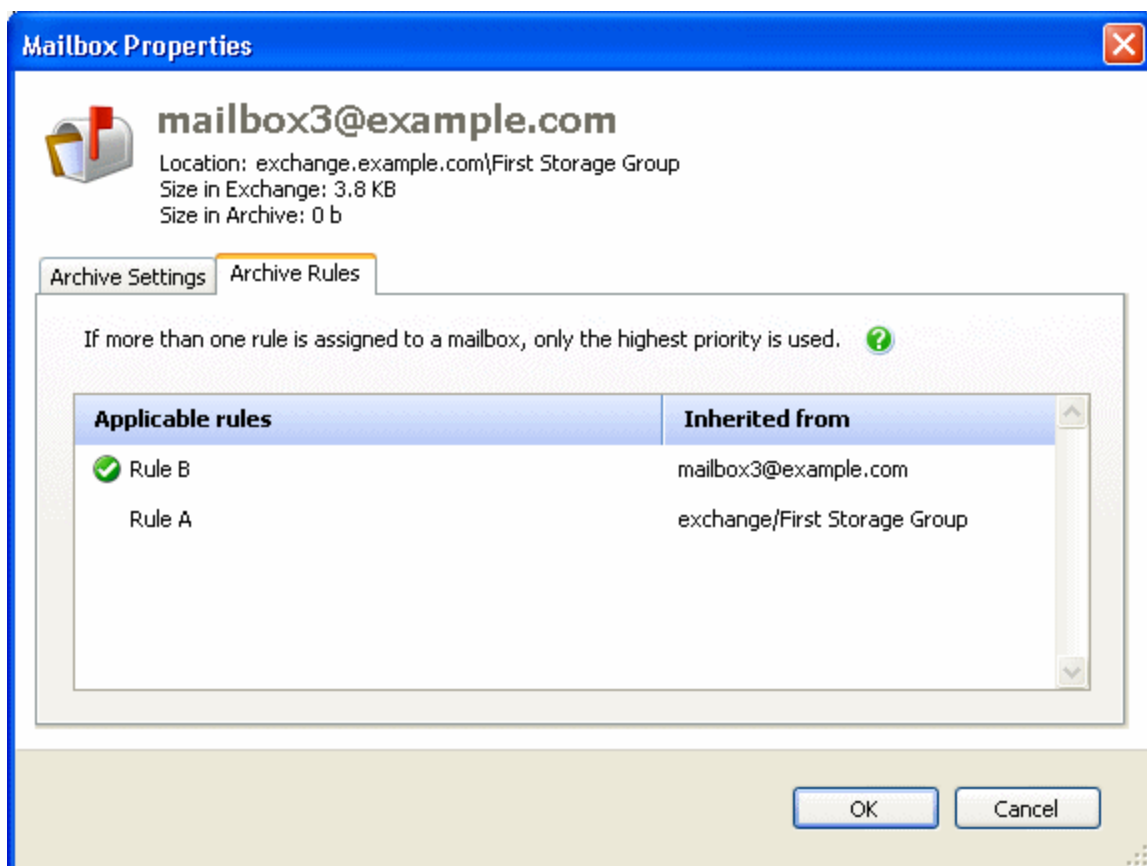 Mailbox Properties
mailbox3@example.com
Location: exchange.example.com\First Storage Group
Size in Exchange: 3.8 KB
Size in Archive: 0 b
Archive Settings Archive Rules
If more than one rule is assigned to a mailbox, only the highest priority is used. ?
Applicable rules Inherited from
Rule B mailbox3@example.com
Rule A exchange/First Storage Group
OK Cancel